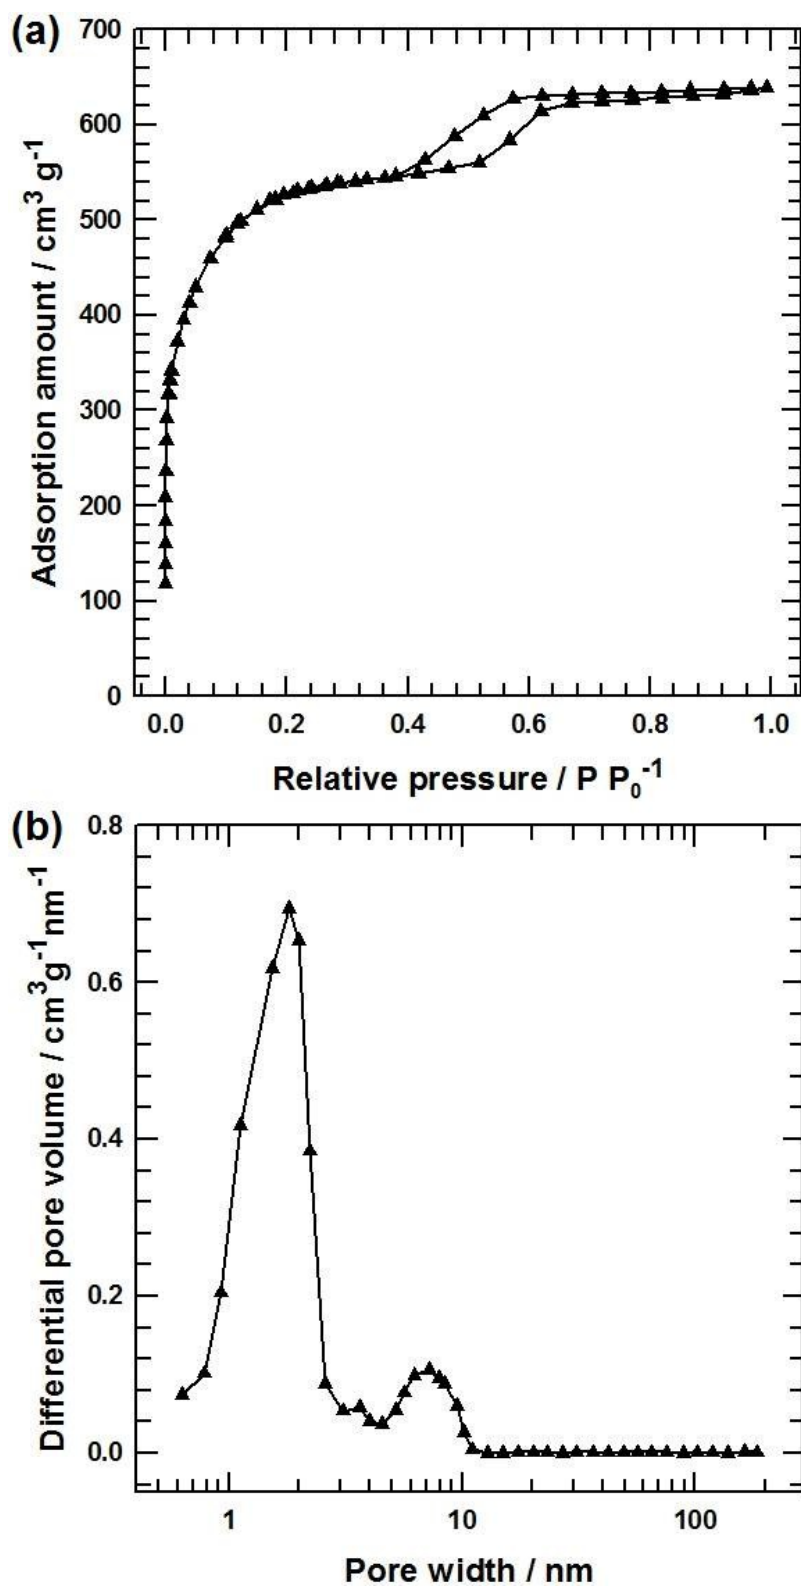 (a)
700
600
500
400
300
200
100
0
Adsorption amount / cm³ g⁻¹
0.0 0.2 0.4 0.6 0.8 1.0
Relative pressure / P P₀⁻¹
(b)
0.8
0.6
0.4
0.2
0.0
Differential pore volume / cm³g⁻¹nm⁻¹
1 10 100
Pore width / nm